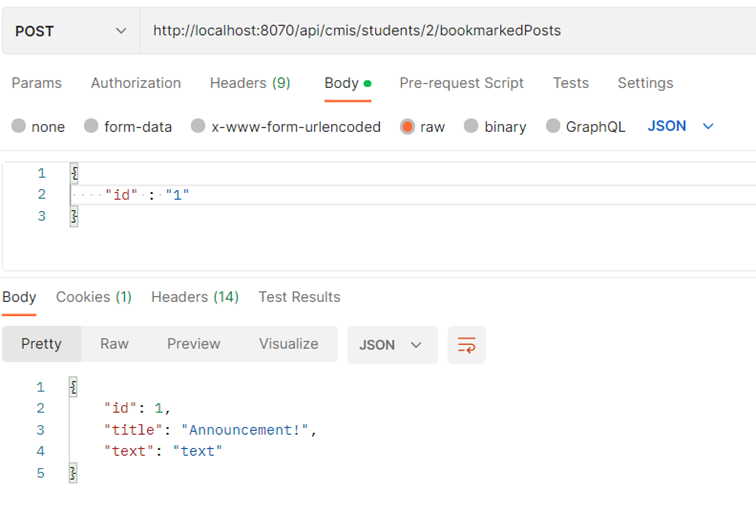 POST http://localhost:8070/api/cmis/students/2/bookmarkedPosts
Params Authorization Headers (9) Body Pre-request Script Tests Settings
none form-data x-www-form-urlencoded raw binary GraphQL JSON
1 {
2 "id" : "1"
3 }
Body Cookies (1) Headers (14) Test Results
Pretty Raw Preview Visualize JSON
1 {
2 "id": 1,
3 "title": "Announcement!",
4 "text": "text"
5 }